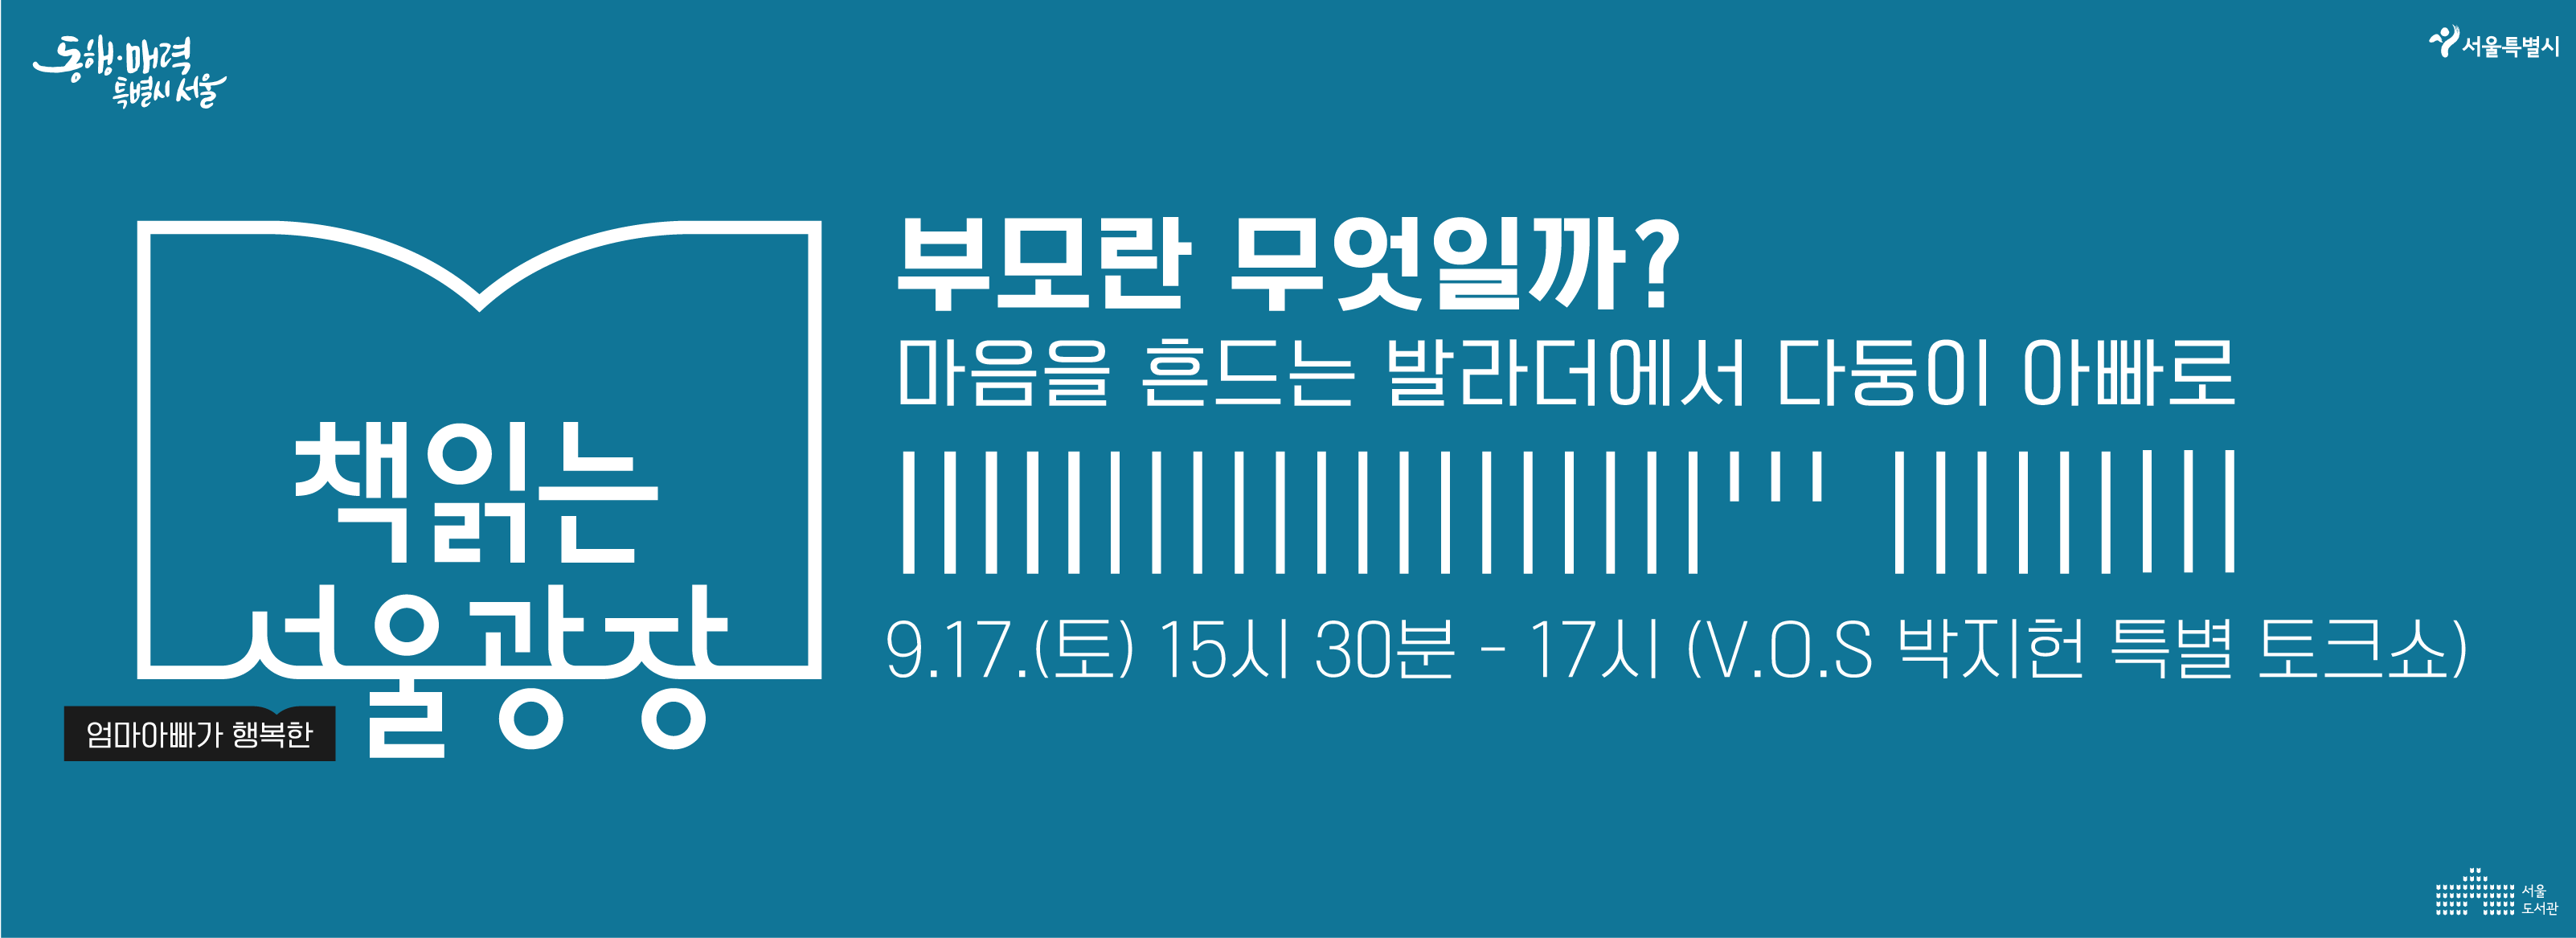 동행·매력
특별시 서울
서울특별시
책읽는
서울광장
엄마아빠가 행복한
부모란 무엇일까?
마음을 흔드는 발라더에서 다둥이 아빠로
9.17.(토) 15시 30분 - 17시 (V.O.S 박지헌 특별 토크쇼)
서울
도서관